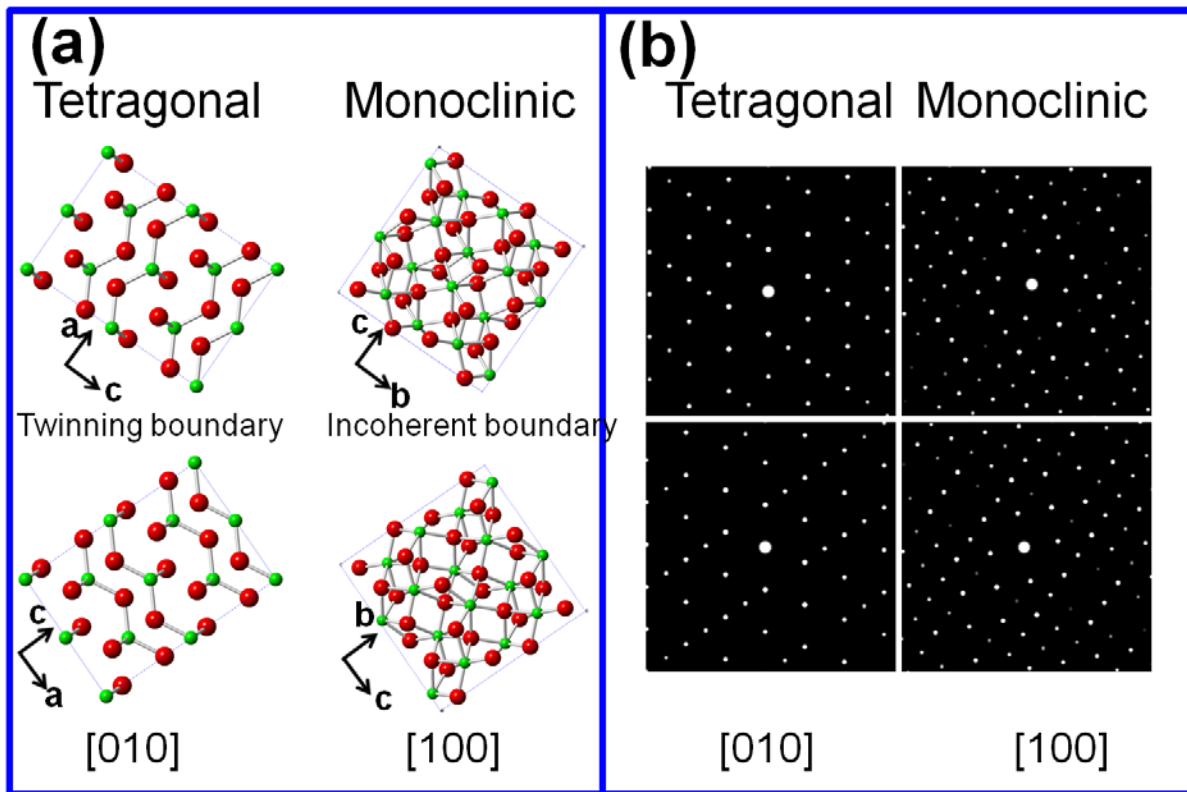 (a)
Tetragonal Monoclinic
a
c
c
b
Twinning boundary Incoherent boundary
c
a
b
c
[010] [100]
(b)
Tetragonal Monoclinic
[010] [100]